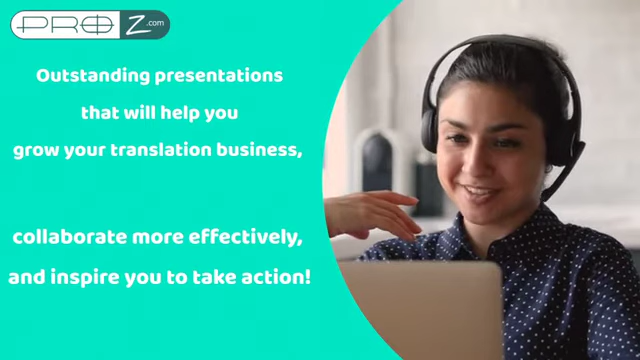 PROZ.com
Outstanding presentations
that will help you
grow your translation business,
collaborate more effectively,
and inspire you to take action!